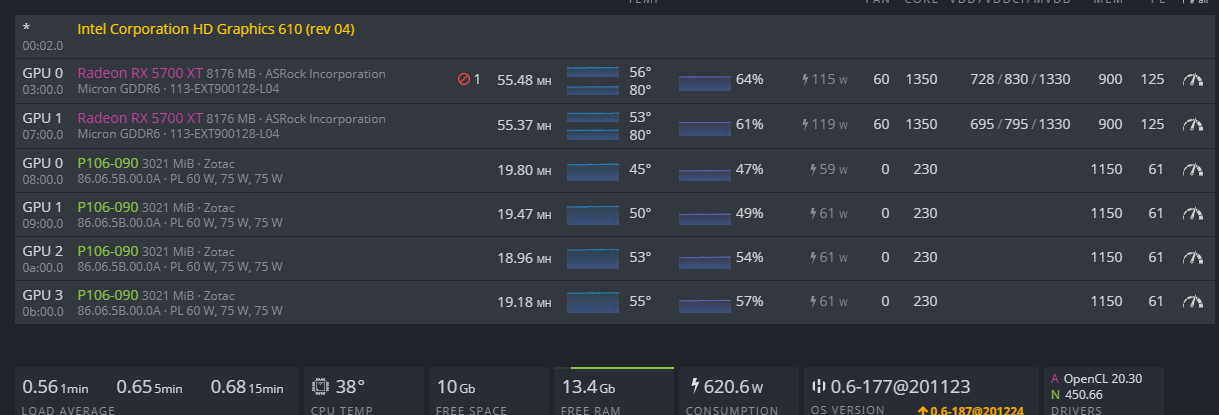 * Intel Corporation HD Graphics 610 (rev 04)
00:02.0
GPU 0 Radeon RX 5700 XT 8176 MB · ASRock Incorporation 1 55.48 MH 56° 80° 64% 115 W 60 1350 728 / 830 / 1330 900 125
03:00.0 Micron GDDR6 · 113-EXT900128-L04
GPU 1 Radeon RX 5700 XT 8176 MB · ASRock Incorporation 55.37 MH 53° 80° 61% 119 W 60 1350 695 / 795 / 1330 900 125
07:00.0 Micron GDDR6 · 113-EXT900128-L04
GPU 0 P106-090 3021 MiB · Zotac 19.80 MH 45° 47% 59 W 0 230 1150 61
08:00.0 86.06.5B.00.0A · PL 60 W, 75 W, 75 W
GPU 1 P106-090 3021 MiB · Zotac 19.47 MH 50° 49% 61 W 0 230 1150 61
09:00.0 86.06.5B.00.0A · PL 60 W, 75 W, 75 W
GPU 2 P106-090 3021 MiB · Zotac 18.96 MH 53° 54% 61 W 0 230 1150 61
0a:00.0 86.06.5B.00.0A · PL 60 W, 75 W, 75 W
GPU 3 P106-090 3021 MiB · Zotac 19.18 MH 55° 57% 61 W 0 230 1150 61
0b:00.0 86.06.5B.00.0A · PL 60 W, 75 W, 75 W
0.56 1min 0.65 5min 0.68 15min
LOAD AVERAGE
38°
CPU TEMP
10 Gb
FREE SPACE
13.4 Gb
FREE RAM
620.6 W
CONSUMPTION
0.6-177@201123
OS VERSION 0.6-187@201224
A OpenCL 20.30
N 450.66
DRIVERS